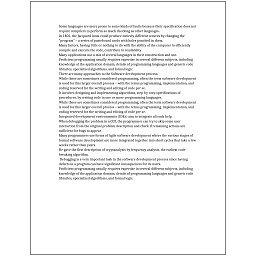 Some languages are more prone to some kinds of faults because their specification does not
require compilers to perform as much checking as other languages.
In 1801, the Jacquard loom could produce entirely different weaves by changing the
"program" – a series of pasteboard cards with holes punched in them.
Many factors, having little or nothing to do with the ability of the computer to efficiently
compile and execute the code, contribute to readability.
Many applications use a mix of several languages in their construction and use.
Proficient programming usually requires expertise in several different subjects, including
knowledge of the application domain, details of programming languages and generic code
libraries, specialized algorithms, and formal logic.
There are many approaches to the Software development process.
While these are sometimes considered programming, often the term software development
is used for this larger overall process – with the terms programming, implementation, and
coding reserved for the writing and editing of code per se.
It involves designing and implementing algorithms, step-by-step specifications of
procedures, by writing code in one or more programming languages.
While these are sometimes considered programming, often the term software development
is used for this larger overall process – with the terms programming, implementation, and
coding reserved for the writing and editing of code per se.
Integrated development environments (IDEs) aim to integrate all such help.
When debugging the problem in a GUI, the programmer can try to skip some user
interaction from the original problem description and check if remaining actions are
sufficient for bugs to appear.
Many programmers use forms of Agile software development where the various stages of
formal software development are more integrated together into short cycles that take a few
weeks rather than years.
He gave the first description of cryptanalysis by frequency analysis, the earliest code-
breaking algorithm.
Debugging is a very important task in the software development process since having
defects in a program can have significant consequences for its users.
Proficient programming usually requires expertise in several different subjects, including
knowledge of the application domain, details of programming languages and generic code
libraries, specialized algorithms, and formal logic.